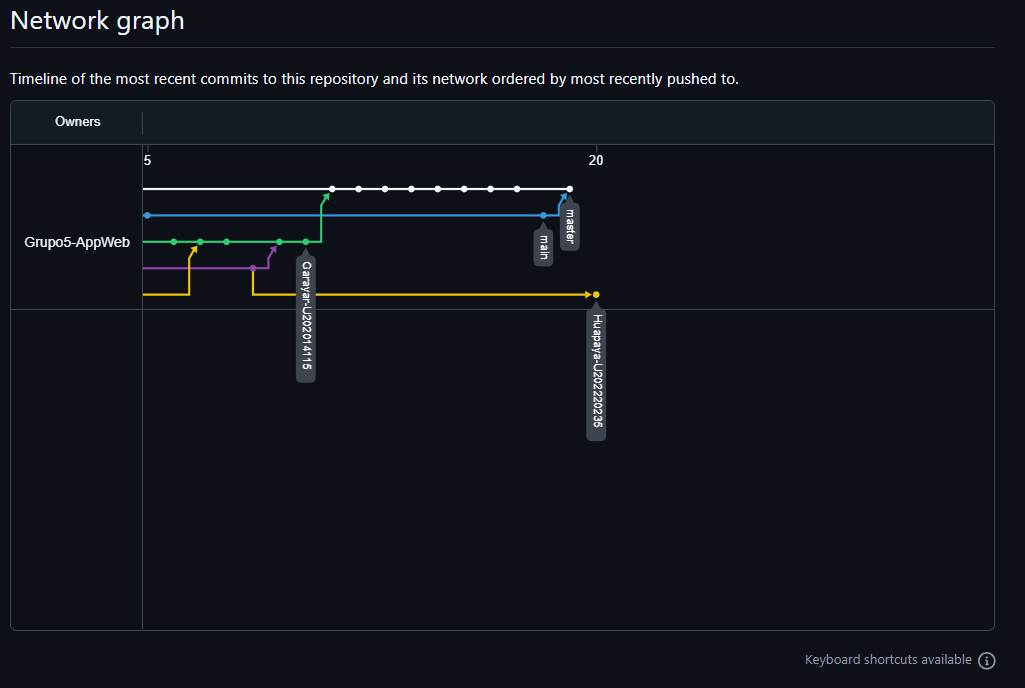 Network graph
Timeline of the most recent commits to this repository and its network ordered by most recently pushed to.
Owners
5
20
Grupo5-AppWeb
master
main
Garayar-U202014115
Huapaya-U202220235
Keyboard shortcuts available